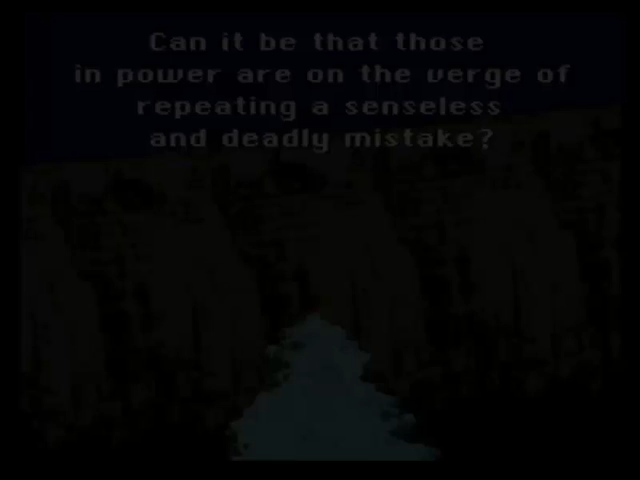 Can it be that those
in power are on the verge of
repeating a senseless
and deadly mistake?